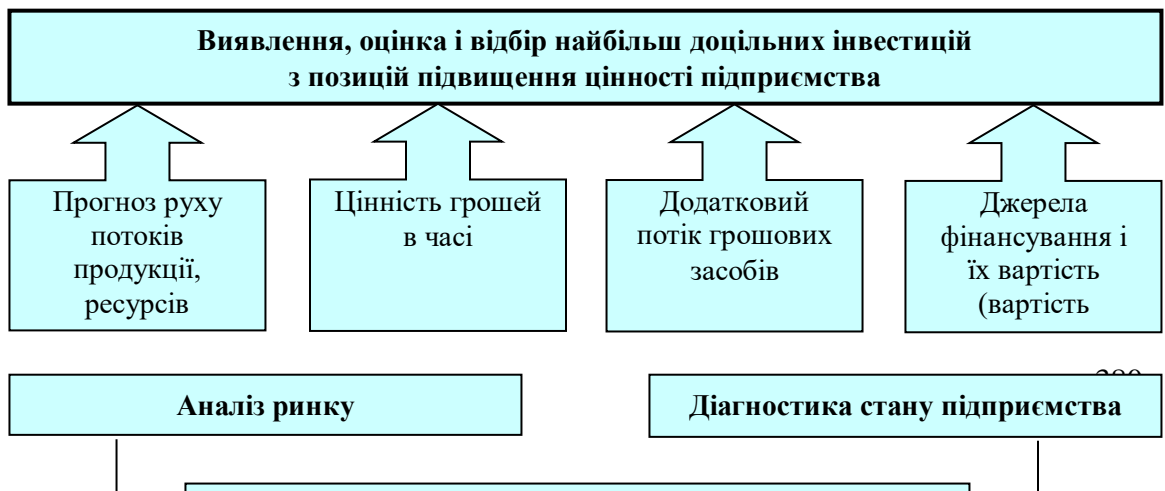 Виявлення, оцінка і відбір найбільш доцільних інвестицій
з позицій підвищення цінності підприємства
Прогноз руху
потоків
продукції,
ресурсів
Цінність грошей
в часі
Додатковий
потік грошових
засобів
Джерела
фінансування і
їх вартість
(вартість
Аналіз ринку
Діагностика стану підприємства